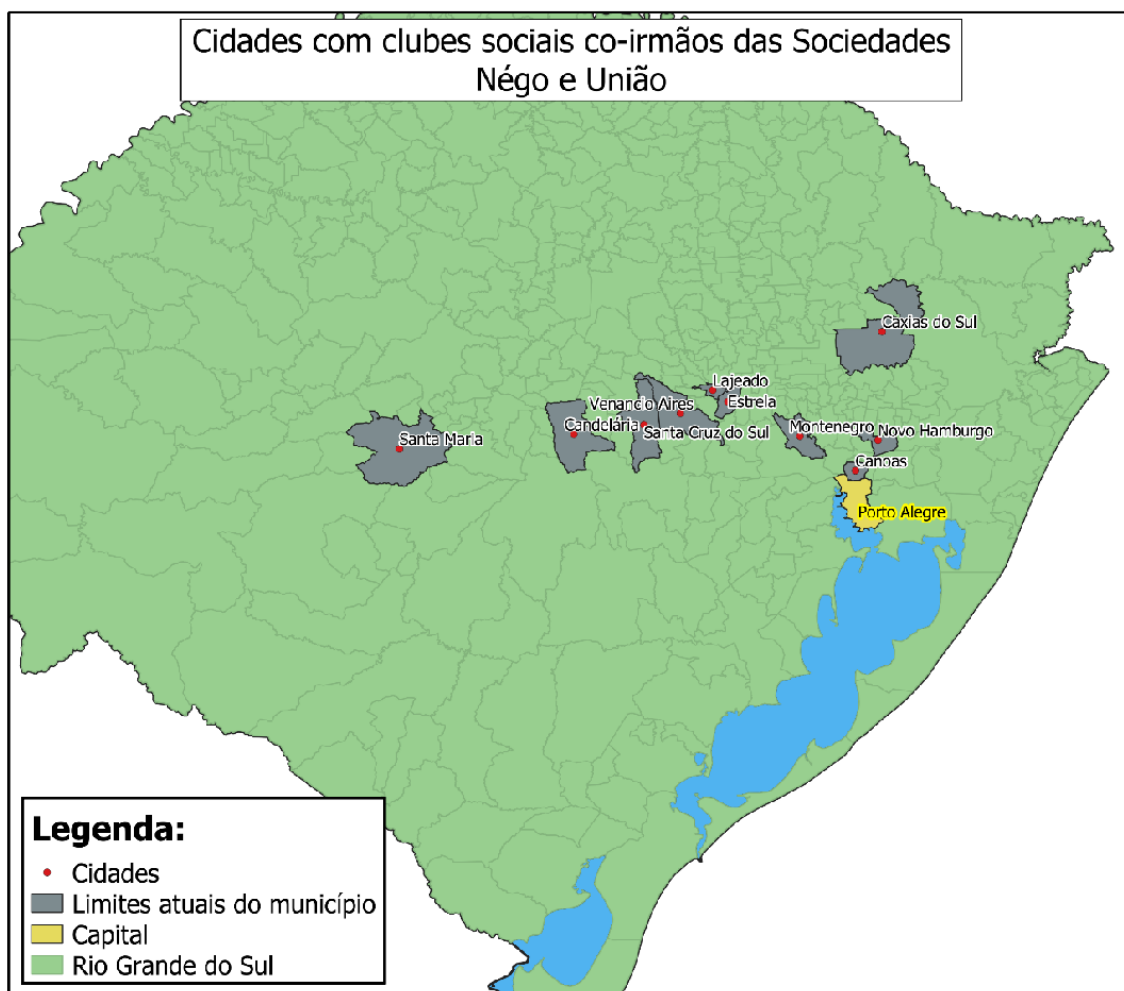 Cidades com clubes sociais co-irmãos das Sociedades
Négo e União
Caxias do Sul
Lajeado
Estrela
Venancio Aires
Candelária
Santa Cruz do Sul
Santa Maria
Montenegro
Novo Hamburgo
Canoas
Porto Alegre
Legenda:
Cidades
Limites atuais do município
Capital
Rio Grande do Sul